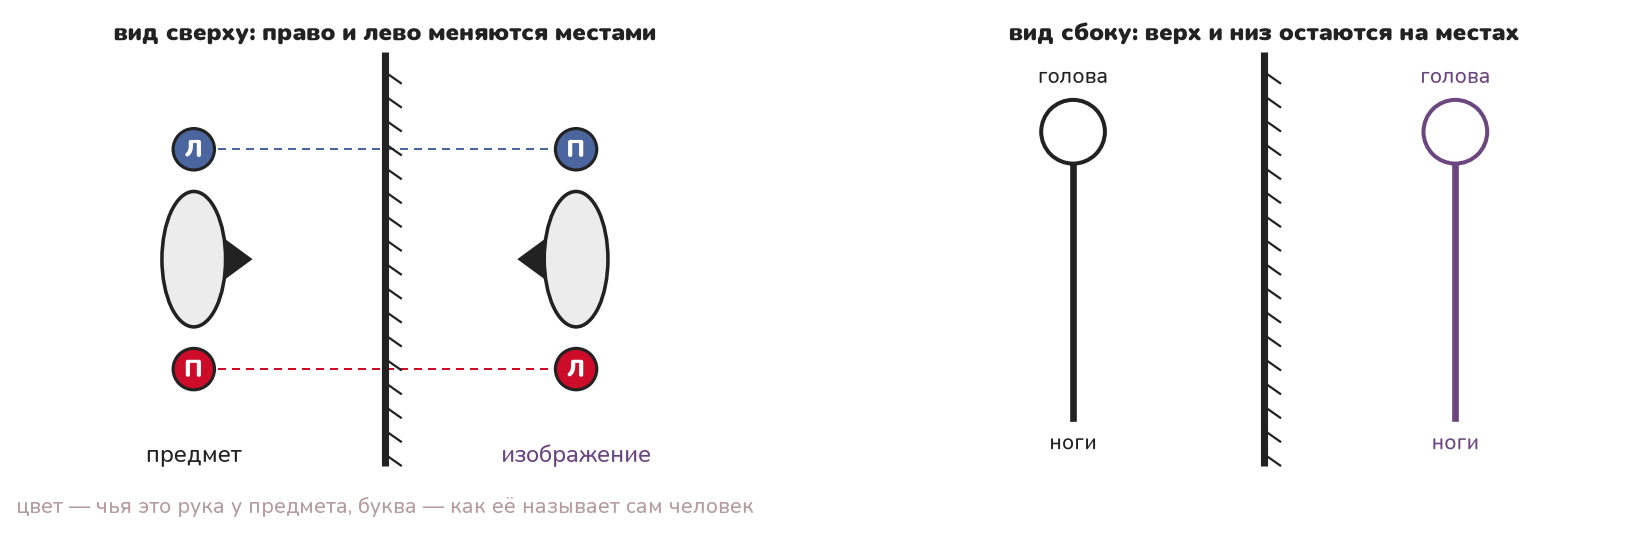 вид сверху: право и лево меняются местами
Л
П
П
Л
предмет
изображение
цвет — чья это рука у предмета, буква — как её называет сам человек
вид сбоку: верх и низ остаются на местах
голова
голова
ноги
ноги